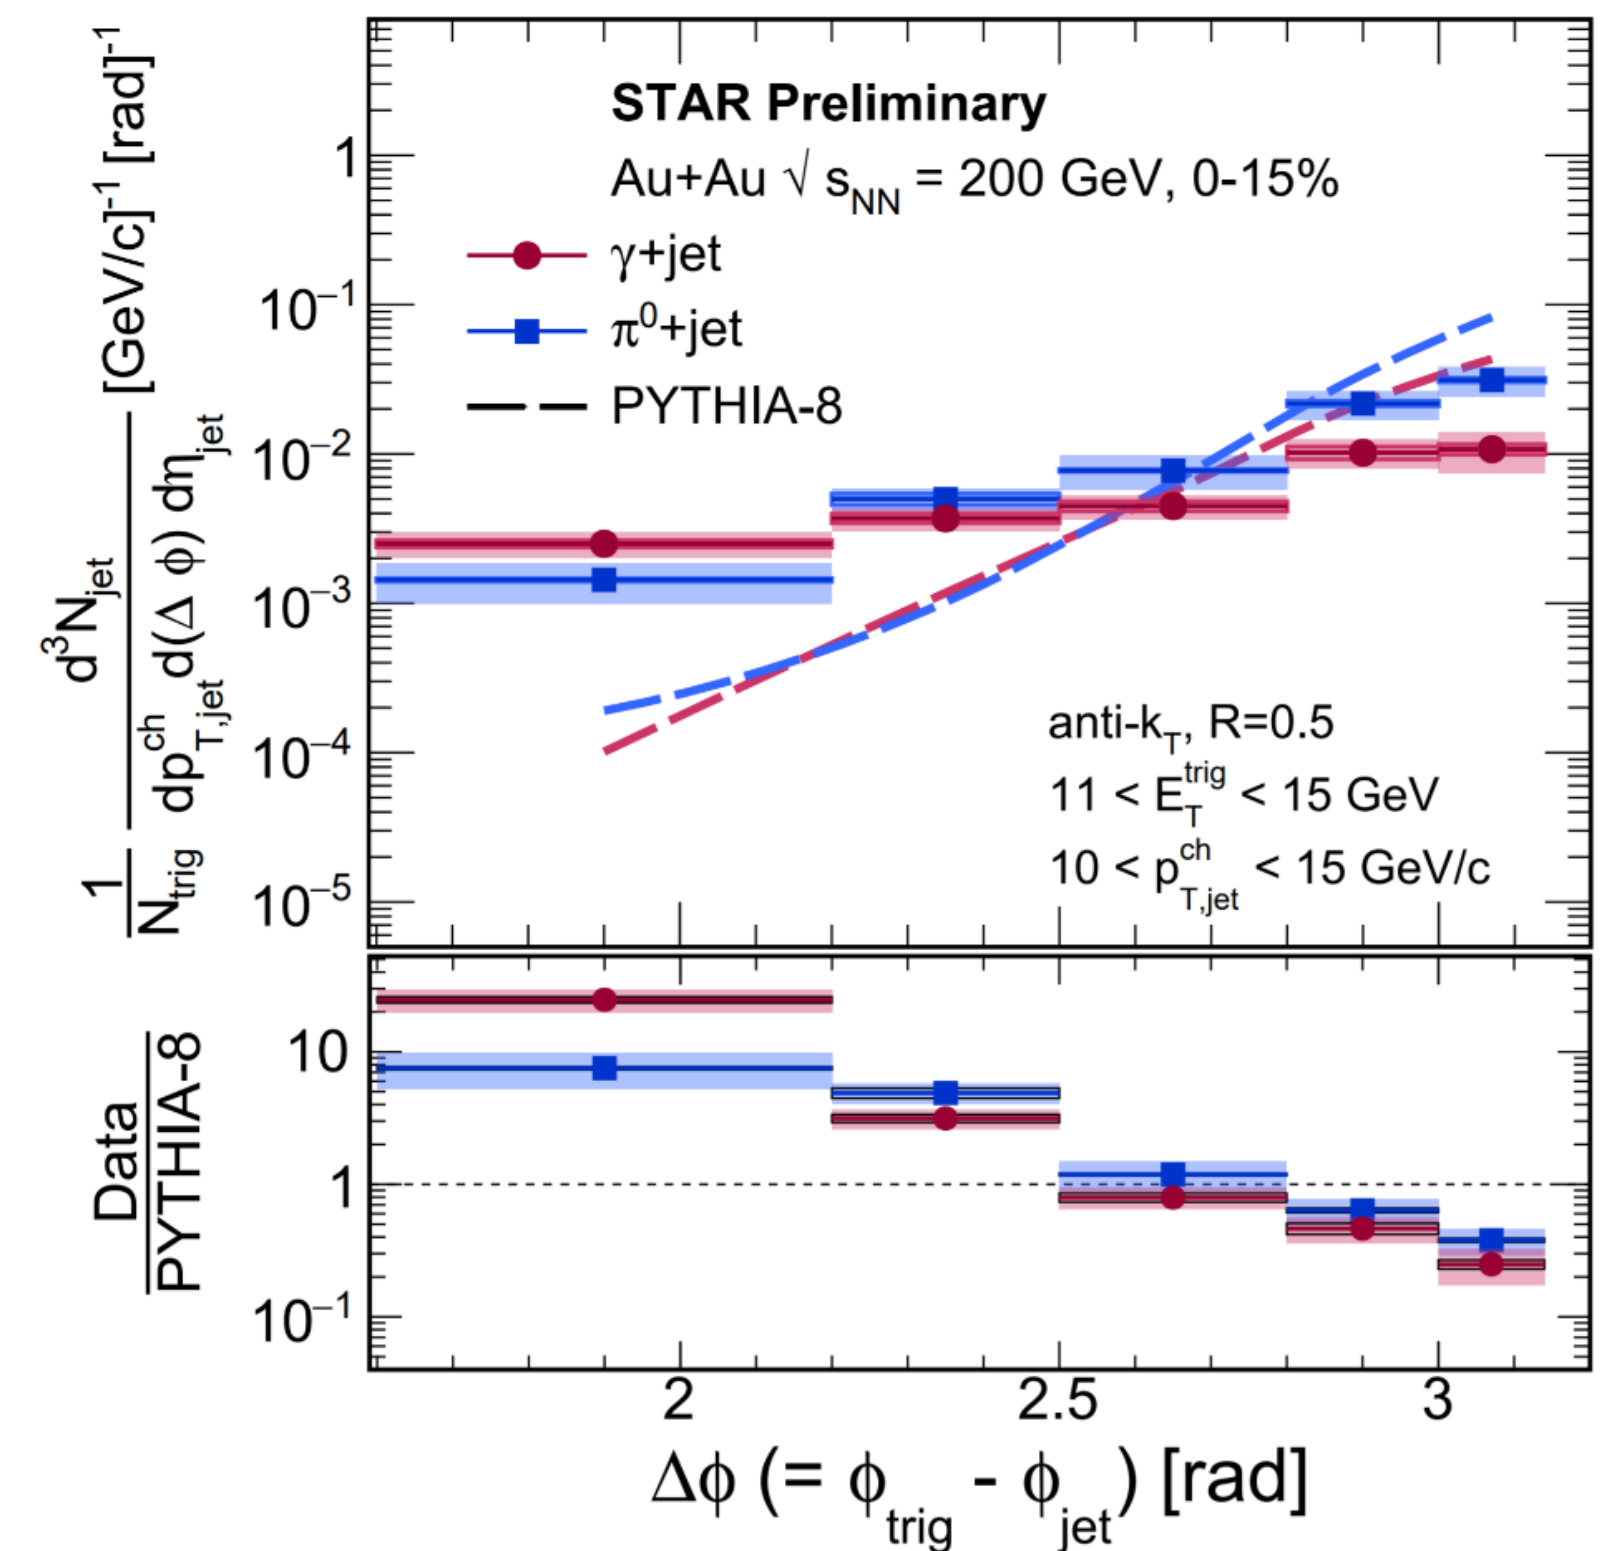 STAR Preliminary
Au+Au √ s_NN = 200 GeV, 0-15%
γ+jet
π⁰+jet
PYTHIA-8
1
10⁻¹
10⁻²
10⁻³
10⁻⁴
10⁻⁵
1
N_trig
d³N_jet
dp^ch_T,jet d(Δ φ) dη_jet
[GeV/c]⁻¹ [rad]⁻¹
anti-k_T, R=0.5
11 < E_T^trig < 15 GeV
10 < p_T,jet^ch < 15 GeV/c
Data
PYTHIA-8
10
1
10⁻¹
2 2.5 3
Δφ (= φ_trig - φ_jet) [rad]